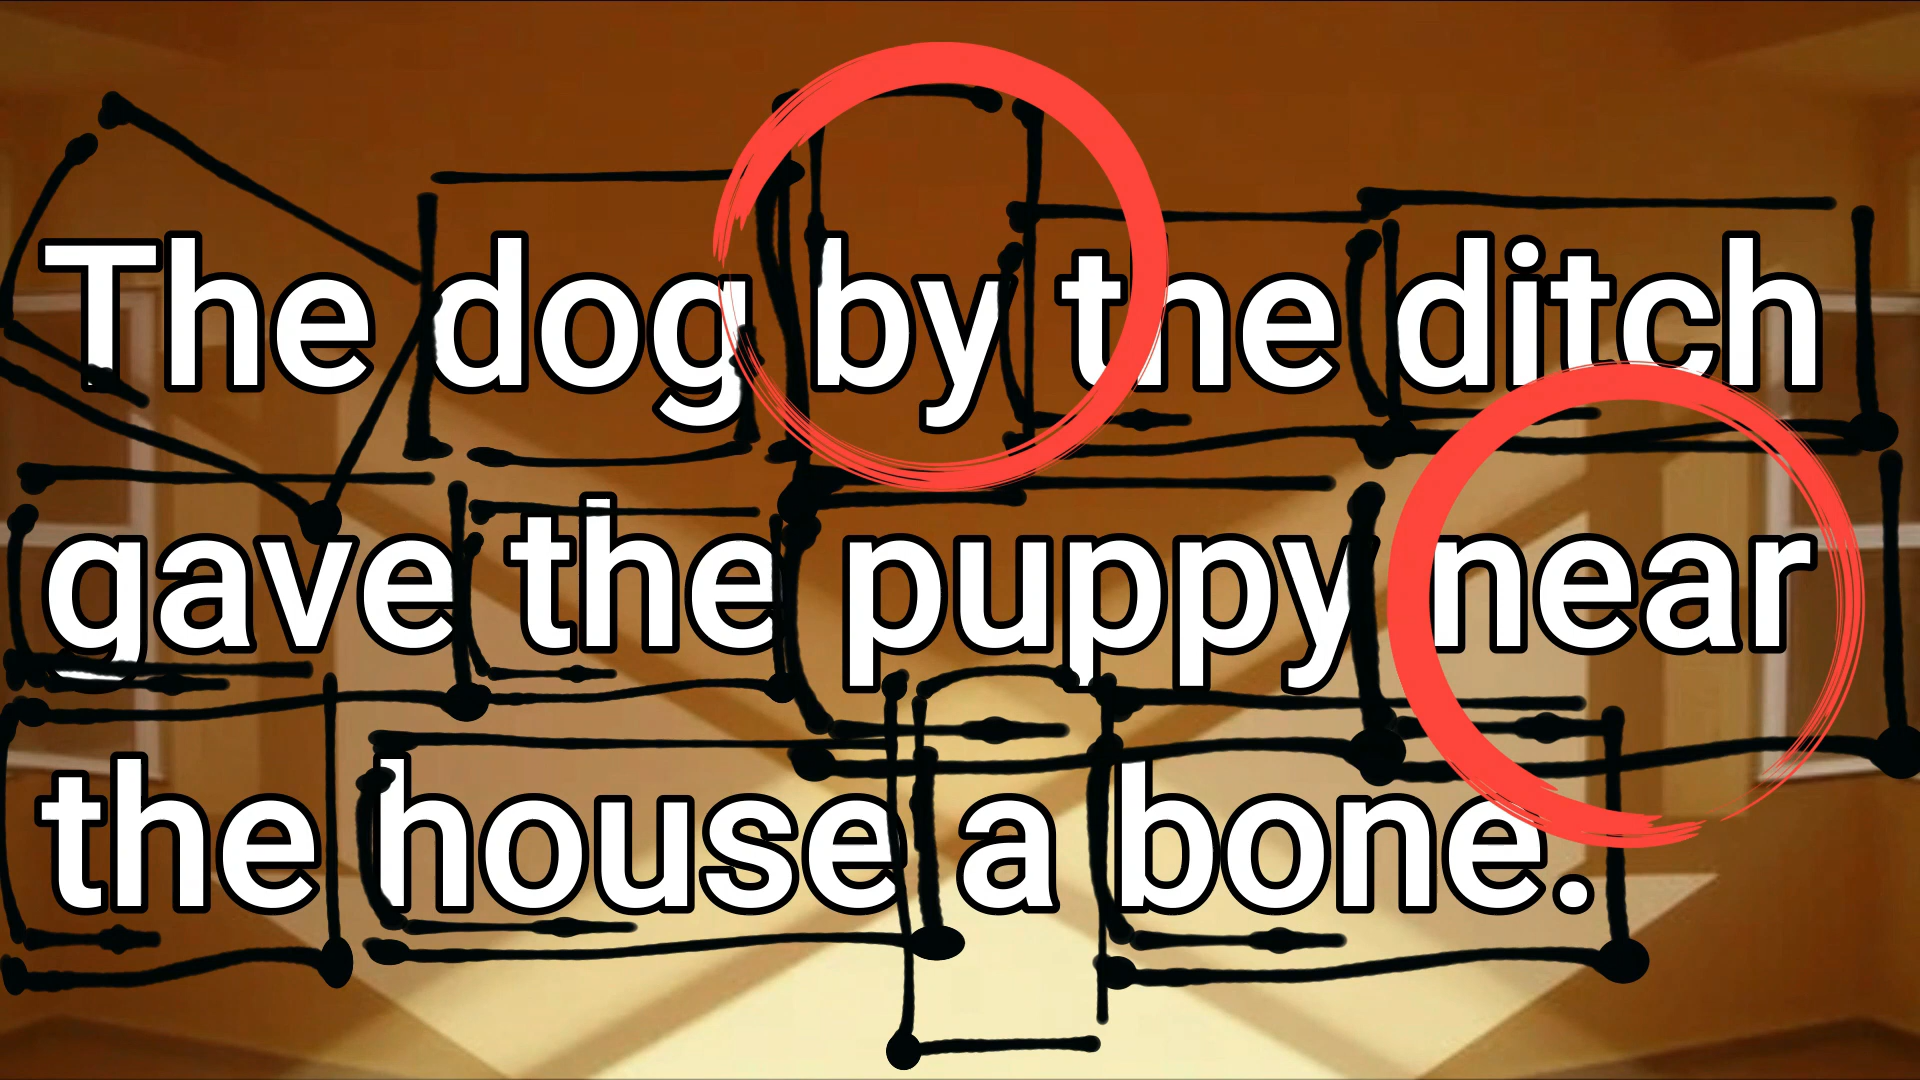 The dog by the ditch
gave the puppy near
the house a bone.